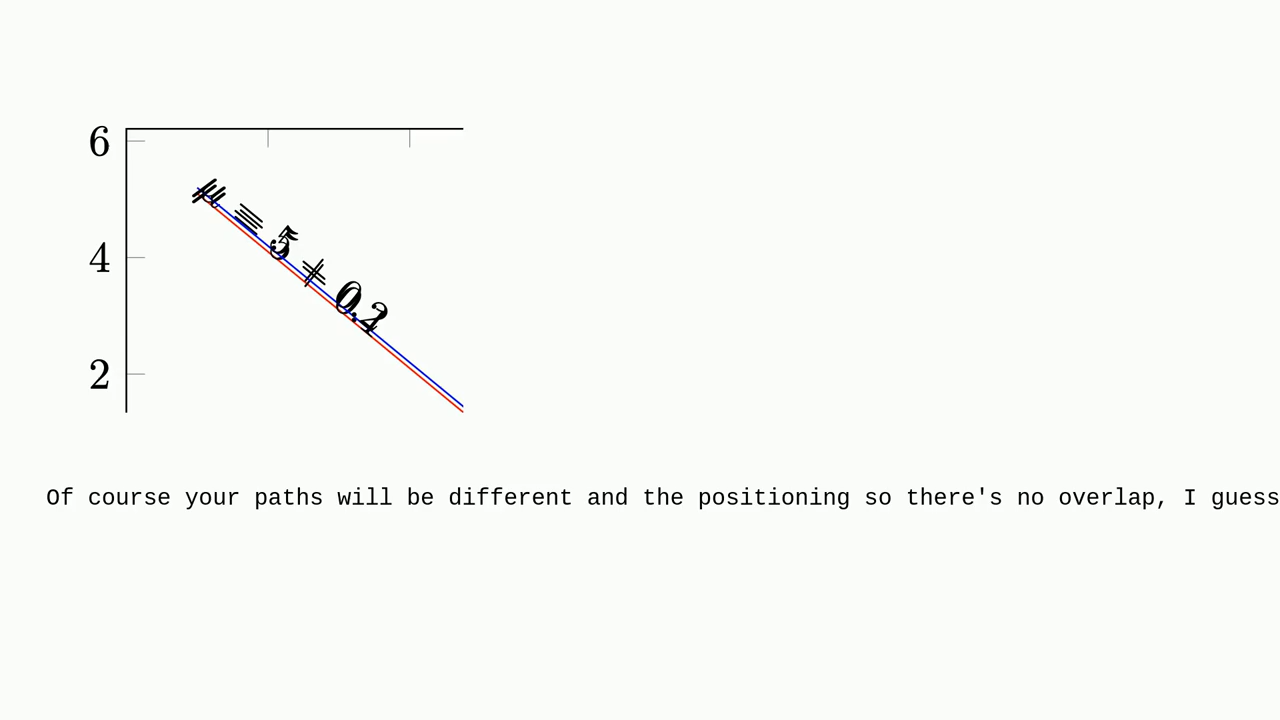 6
4
2
Of course your paths will be different and the positioning so there's no overlap, I guess